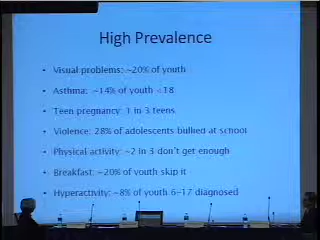 High Prevalence
• Visual problems: ~20% of youth
• Asthma: ~14% of youth <18
• Teen pregnancy: 1 in 3 teens
• Violence: 28% of adolescents bullied at school
• Physical activity: ~2 in 3 don't get enough
• Breakfast: ~20% of youth skip it
• Hyperactivity: ~8% of youth 6-17 diagnosed